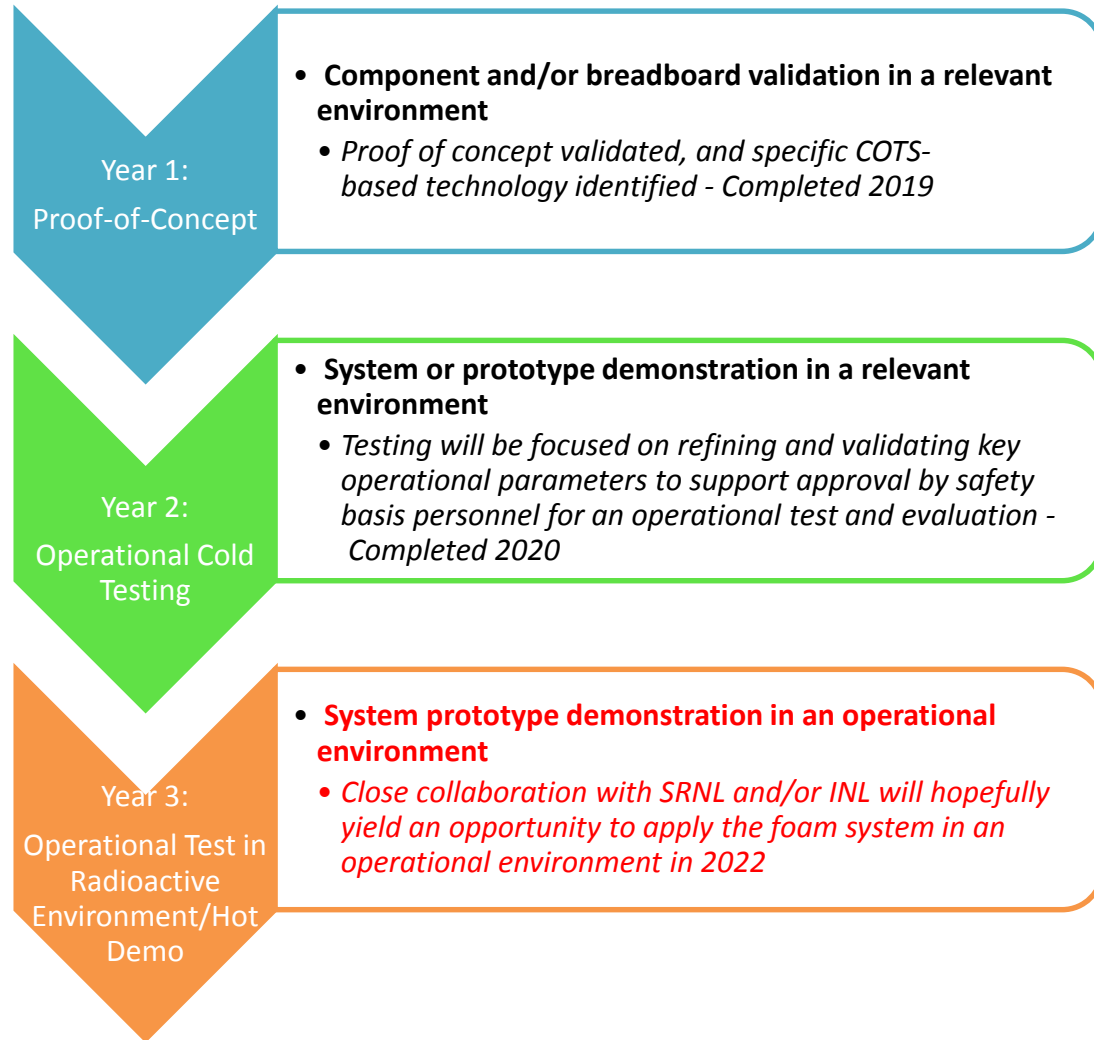 Year 1:
Proof-of-Concept
• Component and/or breadboard validation in a relevant
environment
• Proof of concept validated, and specific COTS-
based technology identified - Completed 2019
Year 2:
Operational Cold
Testing
• System or prototype demonstration in a relevant
environment
• Testing will be focused on refining and validating key
operational parameters to support approval by safety
basis personnel for an operational test and evaluation -
Completed 2020
Year 3:
Operational Test in
Radioactive
Environment/Hot
Demo
• System prototype demonstration in an operational
environment
• Close collaboration with SRNL and/or INL will hopefully
yield an opportunity to apply the foam system in an
operational environment in 2022